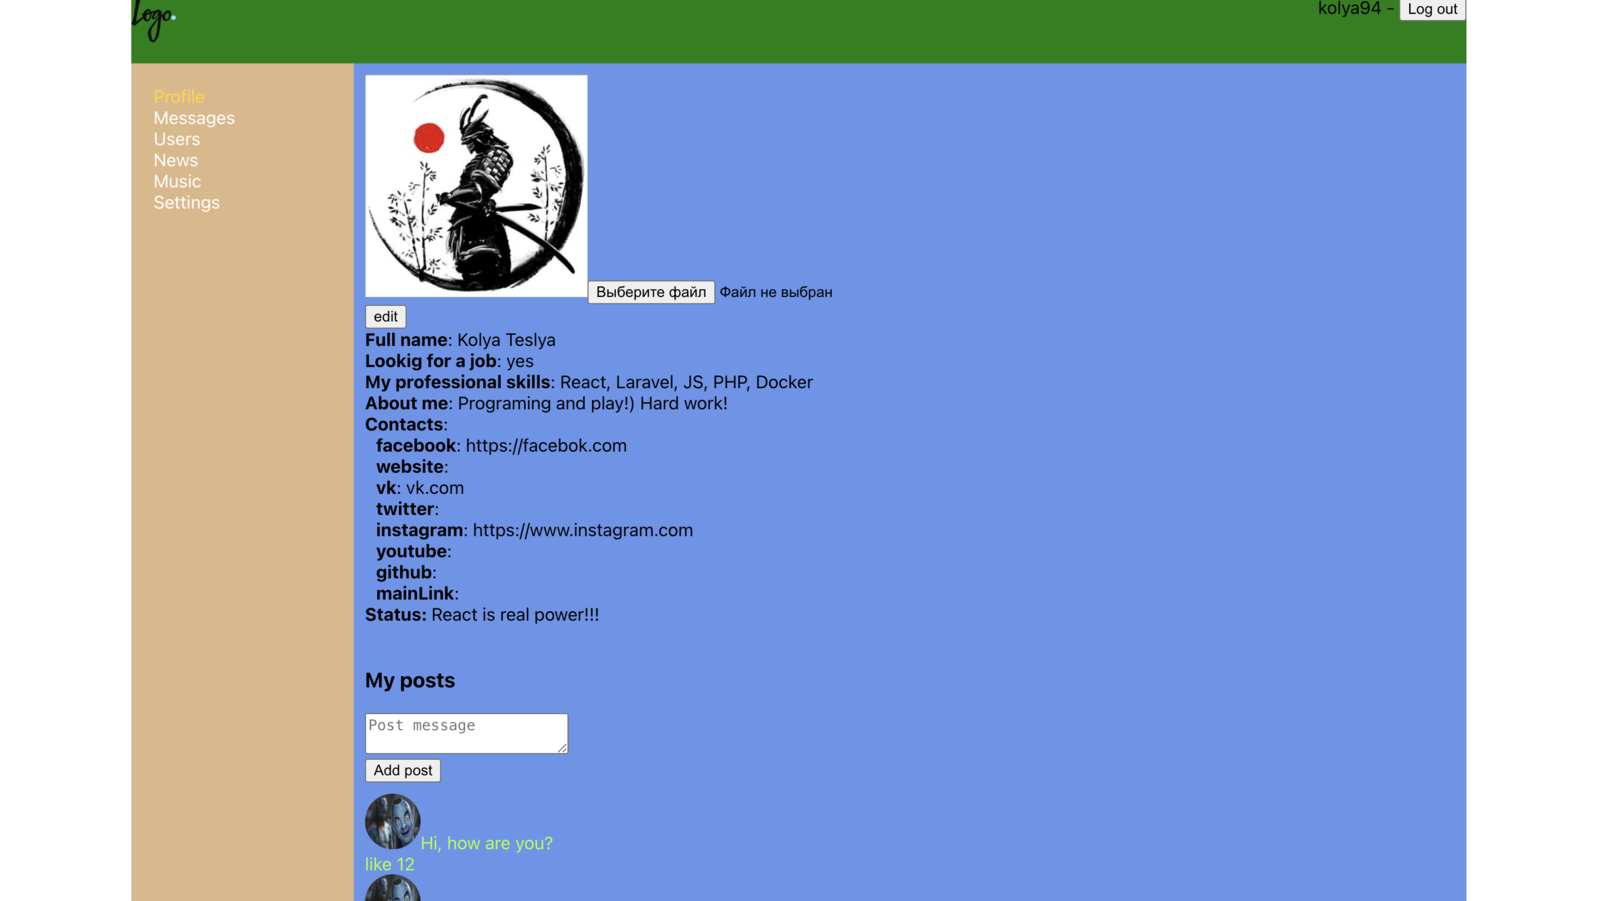 Logo.
kolya94 - Log out
Profile
Messages
Users
News
Music
Settings
Выберите файл Файл не выбран
edit
Full name: Kolya Teslya
Lookig for a job: yes
My professional skills: React, Laravel, JS, PHP, Docker
About me: Programing and play!) Hard work!
Contacts:
facebook: https://facebok.com
website:
vk: vk.com
twitter:
instagram: https://www.instagram.com
youtube:
github:
mainLink:
Status: React is real power!!!
My posts
Post message
Add post
Hi, how are you?
like 12